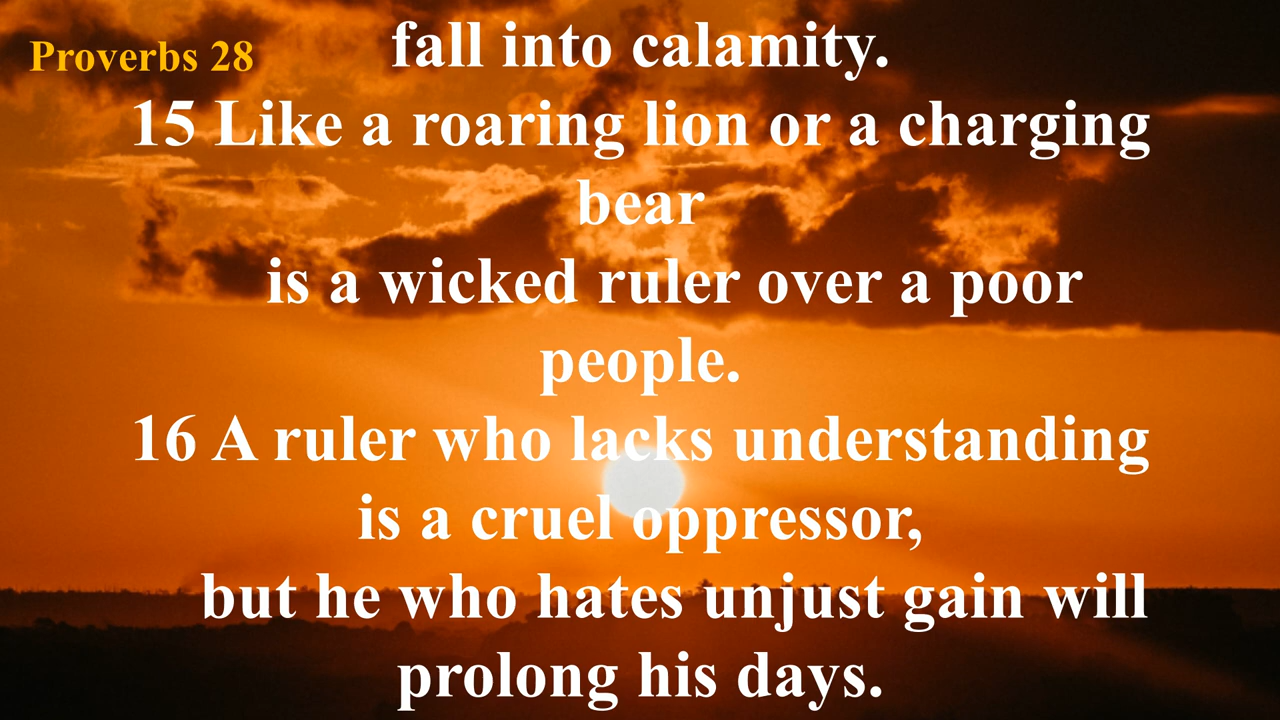 Proverbs 28
fall into calamity.
15 Like a roaring lion or a charging
bear
is a wicked ruler over a poor
people.
16 A ruler who lacks understanding
is a cruel oppressor,
but he who hates unjust gain will
prolong his days.